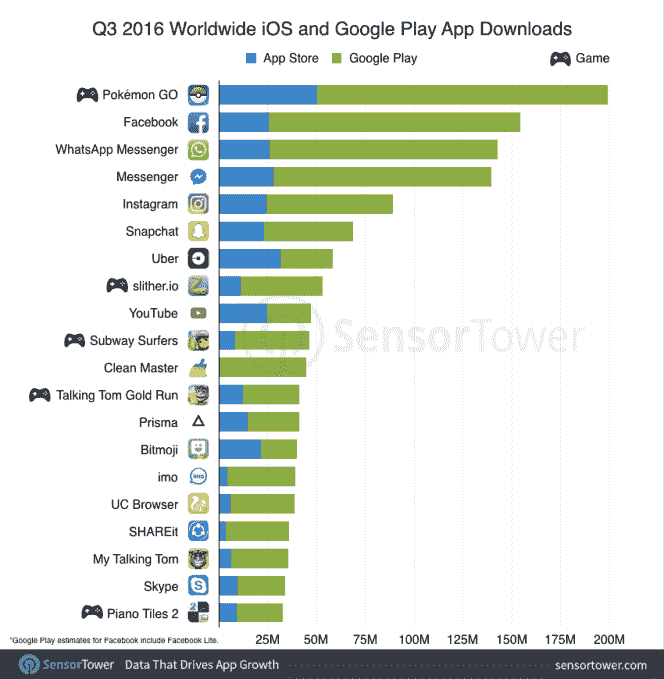 Q3 2016 Worldwide iOS and Google Play App Downloads
App Store Google Play Game
Pokémon GO
Facebook
WhatsApp Messenger
Messenger
Instagram
Snapchat
Uber
slither.io
YouTube
Subway Surfers
Clean Master
Talking Tom Gold Run
Prisma
Bitmoji
imo
UC Browser
SHAREit
My Talking Tom
Skype
Piano Tiles 2
SensorTower
*Google Play estimates for Facebook include Facebook Lite.
25M 50M 75M 100M 125M 150M 175M 200M
SensorTower Data That Drives App Growth sensortower.com